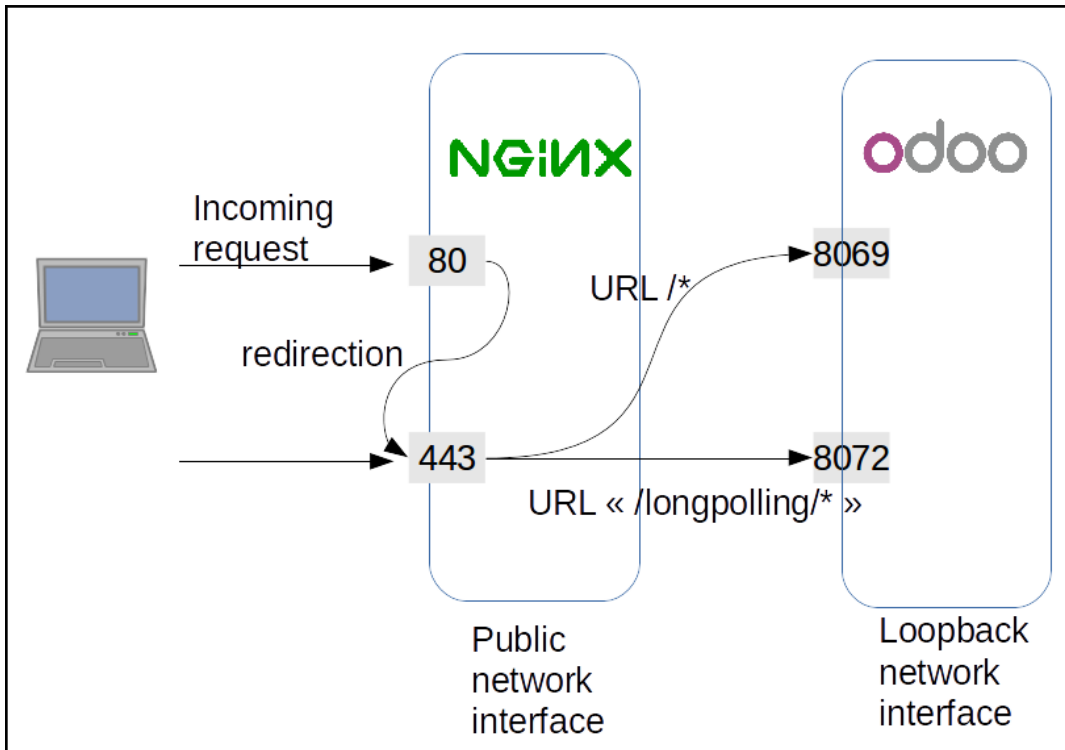 NGiNX
odoo
Incoming
request
80
8069
URL /*
redirection
443
8072
URL « /longpolling/* »
Public
network
interface
Loopback
network
interface